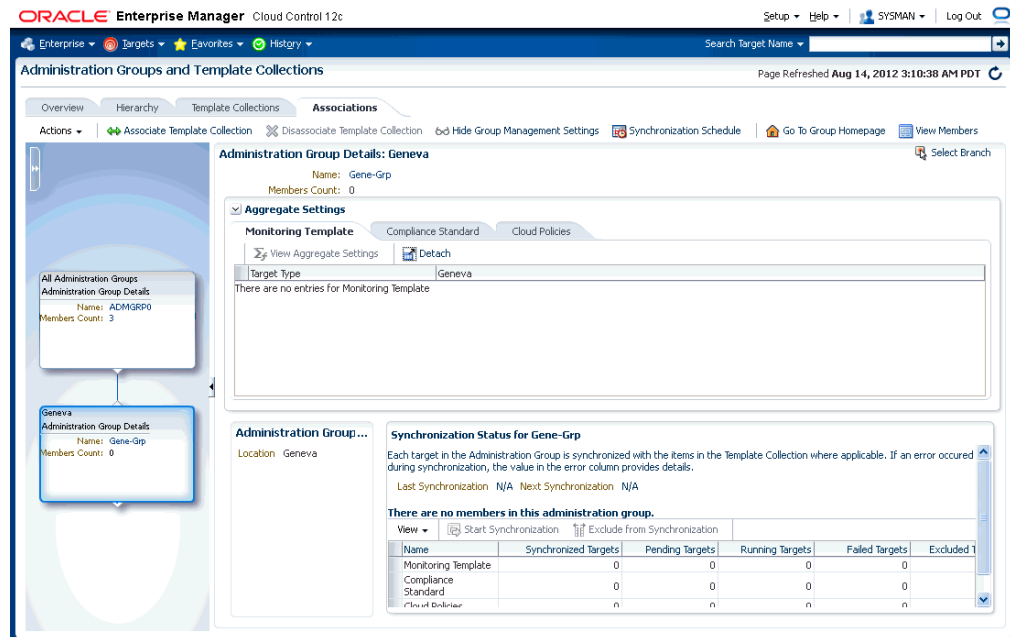 ORACLE Enterprise Manager Cloud Control 12c
Setup Help SYSMAN Log Out
Enterprise Targets Favorites History Search Target Name
Administration Groups and Template Collections
Page Refreshed Aug 14, 2012 3:10:38 AM PDT
Overview Hierarchy Template Collections Associations
Actions Associate Template Collection Disassociate Template Collection Hide Group Management Settings Synchronization Schedule Go To Group Homepage View Members
Administration Group Details: Geneva
Select Branch
Name: Gene-Grp
Members Count: 0
Aggregate Settings
Monitoring Template Compliance Standard Cloud Policies
View Aggregate Settings Detach
Target Type Geneva
There are no entries for Monitoring Template
All Administration Groups
Administration Group Details
Name: ADMGRP0
Members Count: 3
Geneva
Administration Group Details
Name: Gene-Grp
Members Count: 0
Administration Group...
Location Geneva
Synchronization Status for Gene-Grp
Each target in the Administration Group is synchronized with the items in the Template Collection where applicable. If an error occured
during synchronization, the value in the error column provides details.
Last Synchronization N/A Next Synchronization N/A
There are no members in this administration group.
View Start Synchronization Exclude from Synchronization
Name Synchronized Targets Pending Targets Running Targets Failed Targets Excluded T
Monitoring Template 0 0 0 0
Compliance
Standard 0 0 0 0
Cloud Policies 0 0 0 0